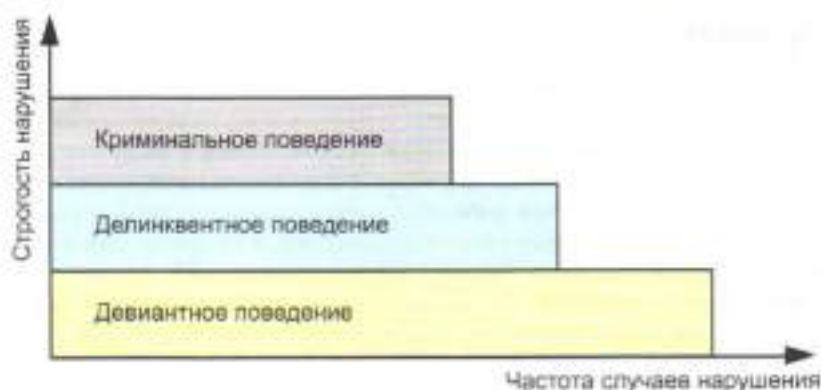 Строгость нарушения
Криминальное поведение
Делинквентное поведение
Девиантное поведение
Частота случаев нарушения